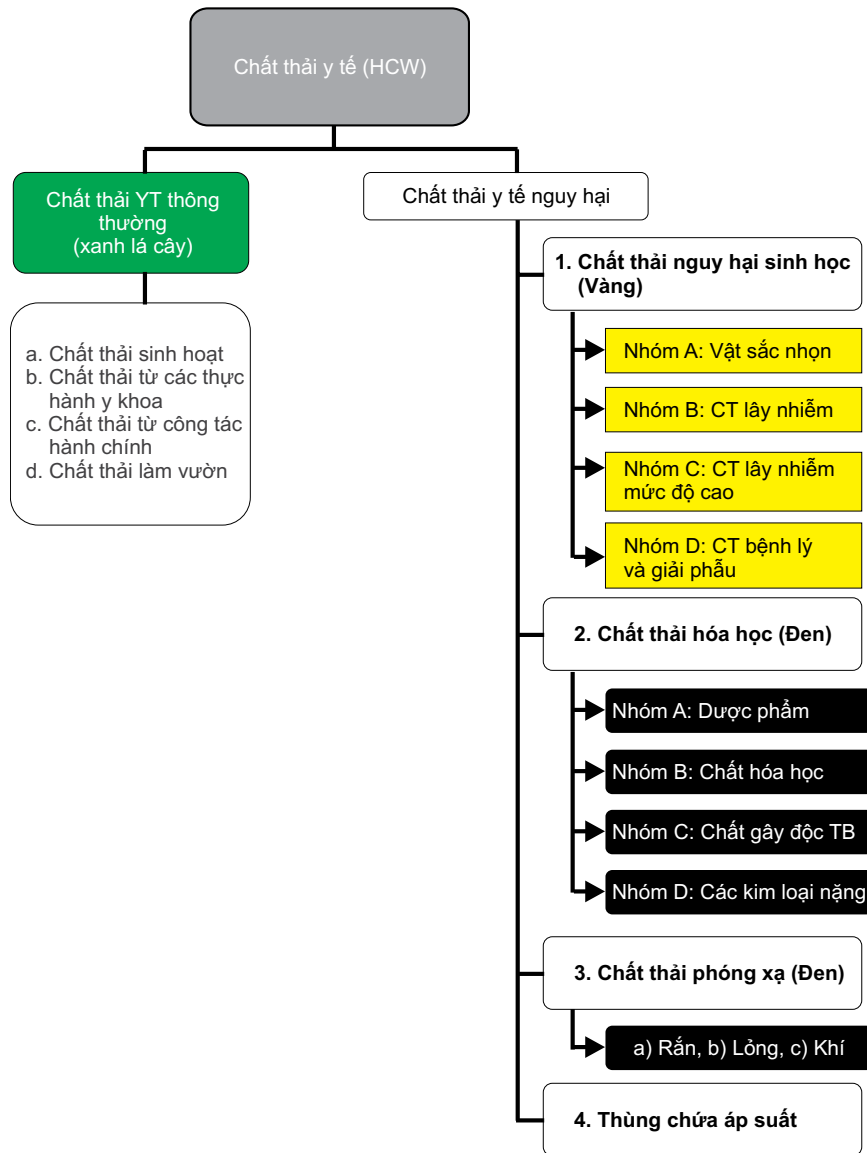 Chất thải y tế (HCW)
Chất thải YT thông
thường
(xanh lá cây)
a. Chất thải sinh hoạt
b. Chất thải từ các thực
hành y khoa
c. Chất thải từ công tác
hành chính
d. Chất thải làm vườn
Chất thải y tế nguy hại
1. Chất thải nguy hại sinh học
(Vàng)
Nhóm A: Vật sắc nhọn
Nhóm B: CT lây nhiễm
Nhóm C: CT lây nhiễm
mức độ cao
Nhóm D: CT bệnh lý
và giải phẫu
2. Chất thải hóa học (Đen)
Nhóm A: Dược phẩm
Nhóm B: Chất hóa học
Nhóm C: Chất gây độc TB
Nhóm D: Các kim loại nặng
3. Chất thải phóng xạ (Đen)
a) Rắn, b) Lỏng, c) Khí
4. Thùng chứa áp suất